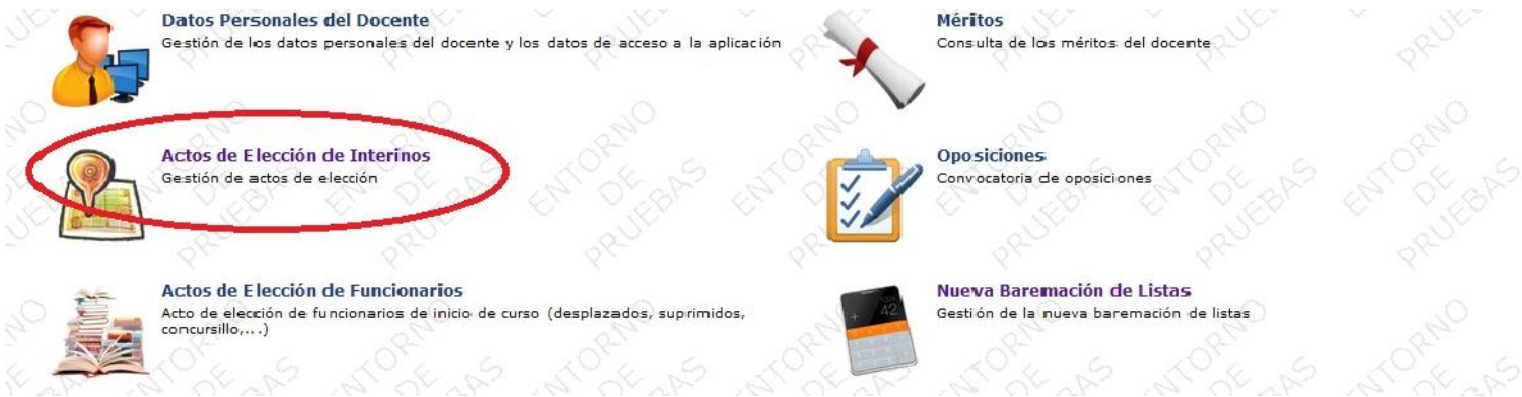 Datos Personales del Docente
Gestión de los datos personales del docente y los datos de acceso a la aplicación
Méritos
Consulta de los méritos del docente
Actos de Elección de Interinos
Gestión de actos de elección
Oposiciones
Convocatoria de oposiciones
Actos de Elección de Funcionarios
Acto de elección de funcionarios de inicio de curso (desplazados, suprimidos,
concursillo,...)
Nueva Baremación de Listas
Gestión de la nueva baremación de listas
ENTORNO
DE
PRUEBAS